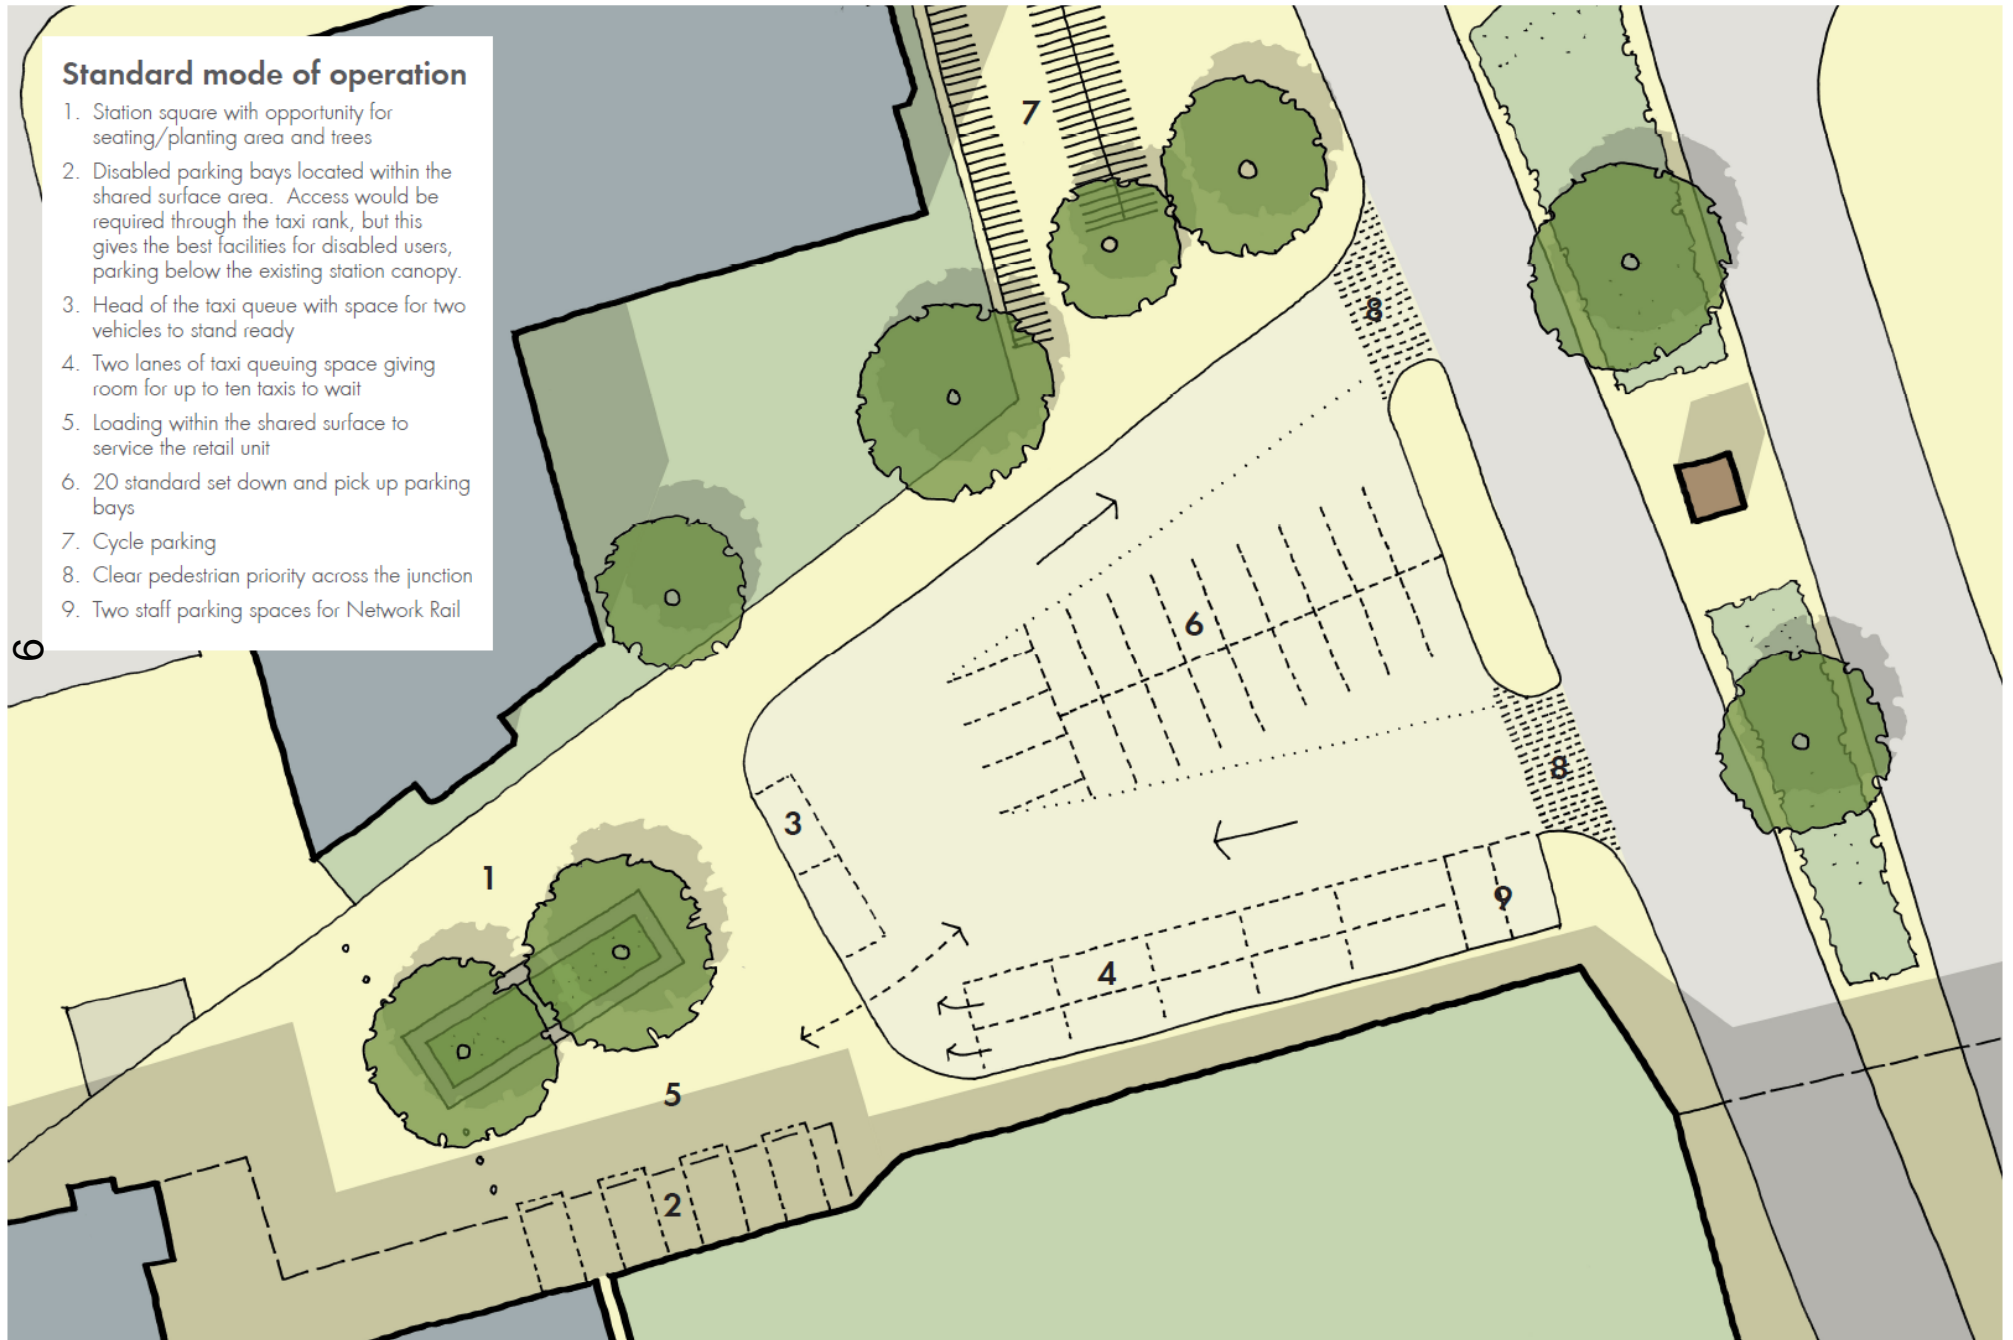 Standard mode of operation
1. Station square with opportunity for
seating/planting area and trees
2. Disabled parking bays located within the
shared surface area. Access would be
required through the taxi rank, but this
gives the best facilities for disabled users,
parking below the existing station canopy.
3. Head of the taxi queue with space for two
vehicles to stand ready
4. Two lanes of taxi queuing space giving
room for up to ten taxis to wait
5. Loading within the shared surface to
service the retail unit
6. 20 standard set down and pick up parking
bays
7. Cycle parking
8. Clear pedestrian priority across the junction
9. Two staff parking spaces for Network Rail
7
8
6
9
8
3
1
9
4
5
2